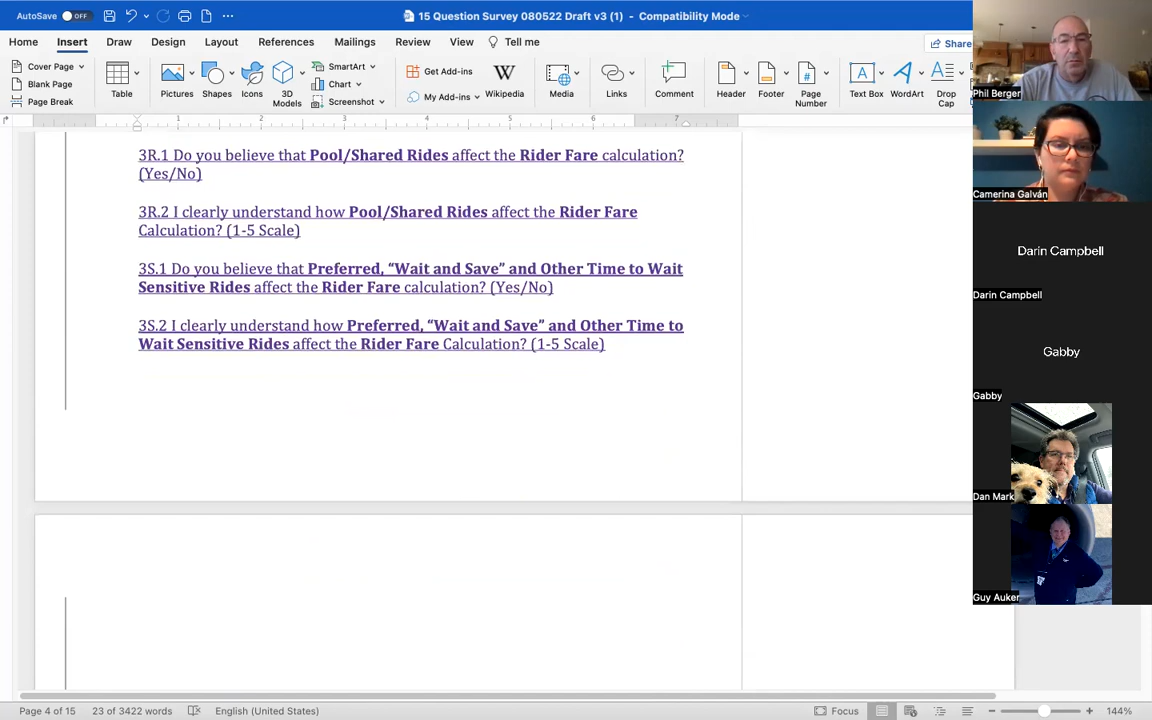 AutoSave OFF
15 Question Survey 080522 Draft v3 (1) - Compatibility Mode
Home Insert Draw Design Layout References Mailings Review View Tell me Share
Cover Page
Blank Page
Page Break
Table
Pictures
Shapes
Icons
3D Models
SmartArt
Chart
Screenshot
Get Add-ins
My Add-ins
Wikipedia
Media
Links
Comment
Header
Footer
Page Number
Text Box
WordArt
Drop Cap
1 2 3 4 5 6 7
3R.1 Do you believe that Pool/Shared Rides affect the Rider Fare calculation?
(Yes/No)
3R.2 I clearly understand how Pool/Shared Rides affect the Rider Fare
Calculation? (1-5 Scale)
3S.1 Do you believe that Preferred, “Wait and Save” and Other Time to Wait
Sensitive Rides affect the Rider Fare calculation? (Yes/No)
3S.2 I clearly understand how Preferred, “Wait and Save” and Other Time to
Wait Sensitive Rides affect the Rider Fare Calculation? (1-5 Scale)
Phil Berger
Camerina Galván
Darin Campbell
Darin Campbell
Gabby
Gabby
Dan Mark
Guy Auker
Page 4 of 15 23 of 3422 words English (United States) Focus 144%